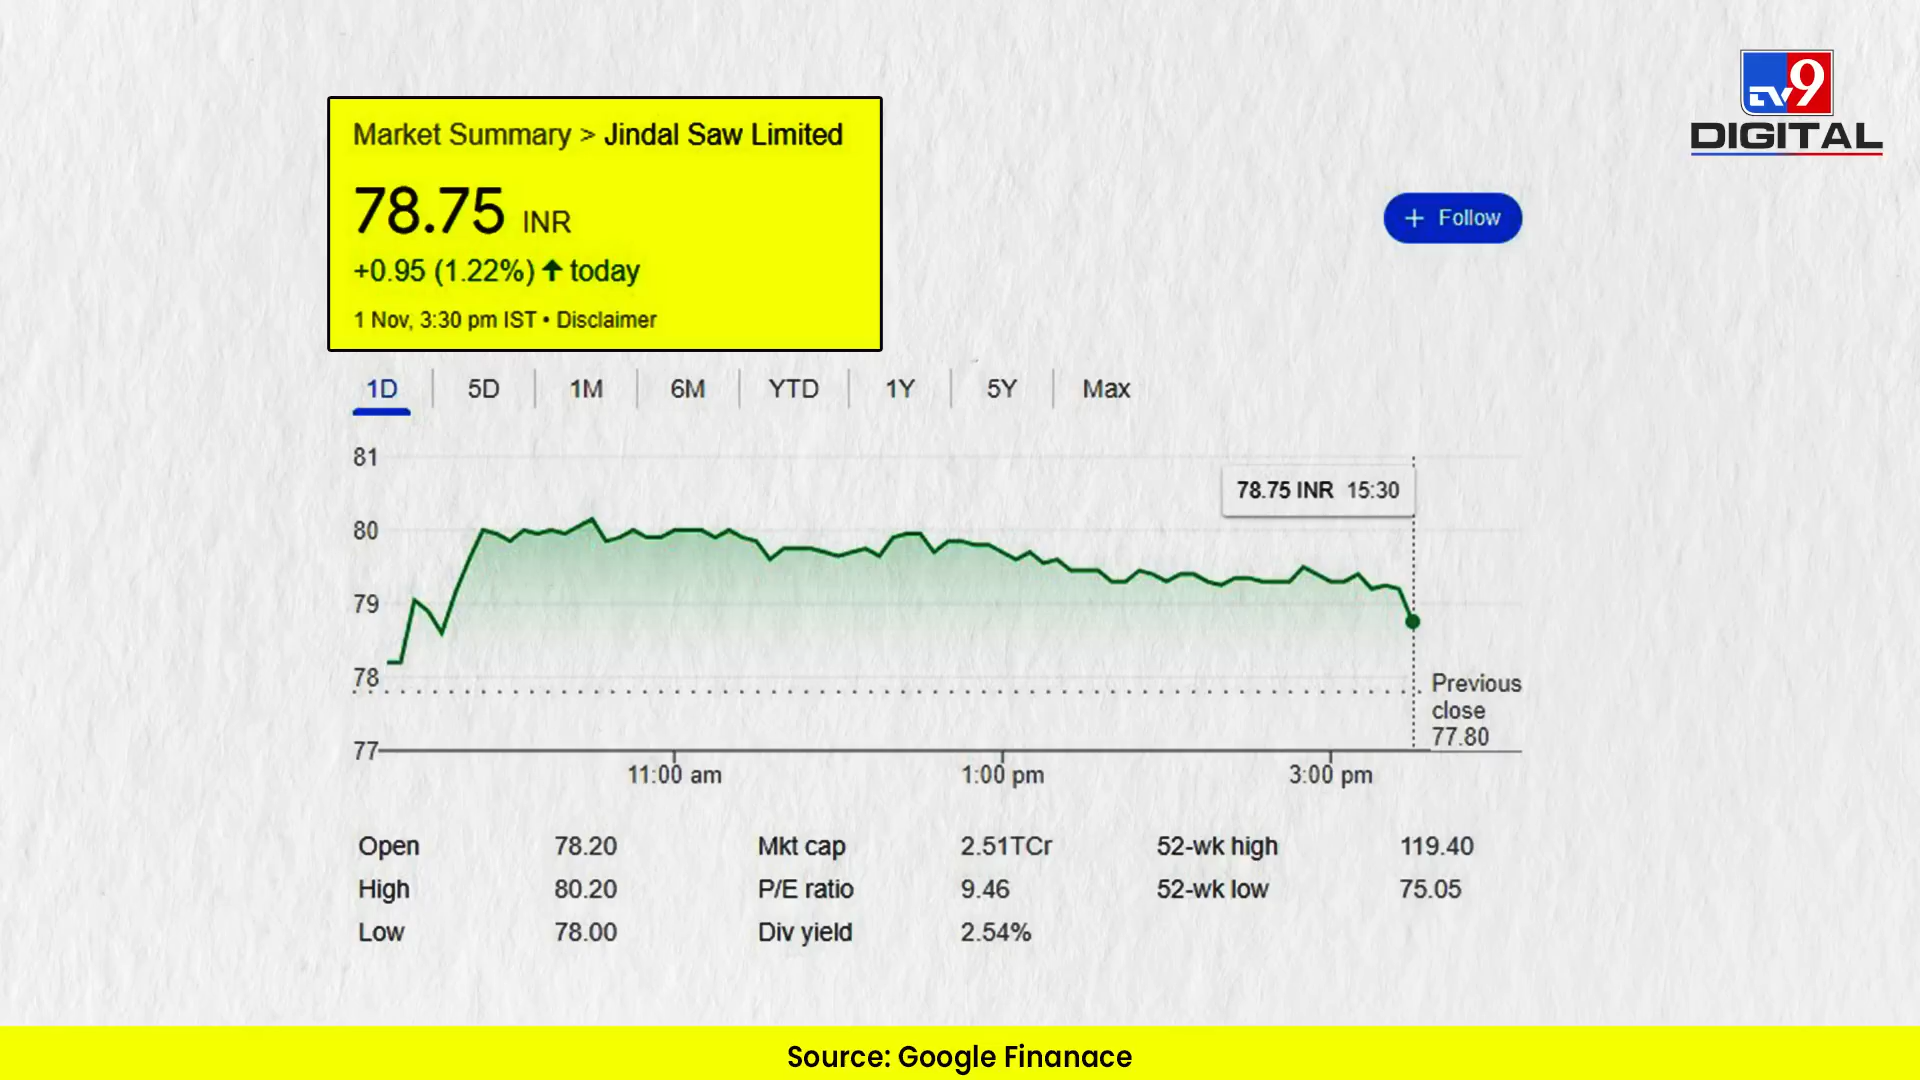 TV9
DIGITAL
Market Summary > Jindal Saw Limited
78.75 INR
+0.95 (1.22%) ↑ today
1 Nov, 3:30 pm IST • Disclaimer
+ Follow
1D 5D 1M 6M YTD 1Y 5Y Max
81
78.75 INR 15:30
80
79
78
Previous
close
77.80
77
11:00 am 1:00 pm 3:00 pm
Open 78.20 Mkt cap 2.51TCr 52-wk high 119.40
High 80.20 P/E ratio 9.46 52-wk low 75.05
Low 78.00 Div yield 2.54%
Source: Google Finanace